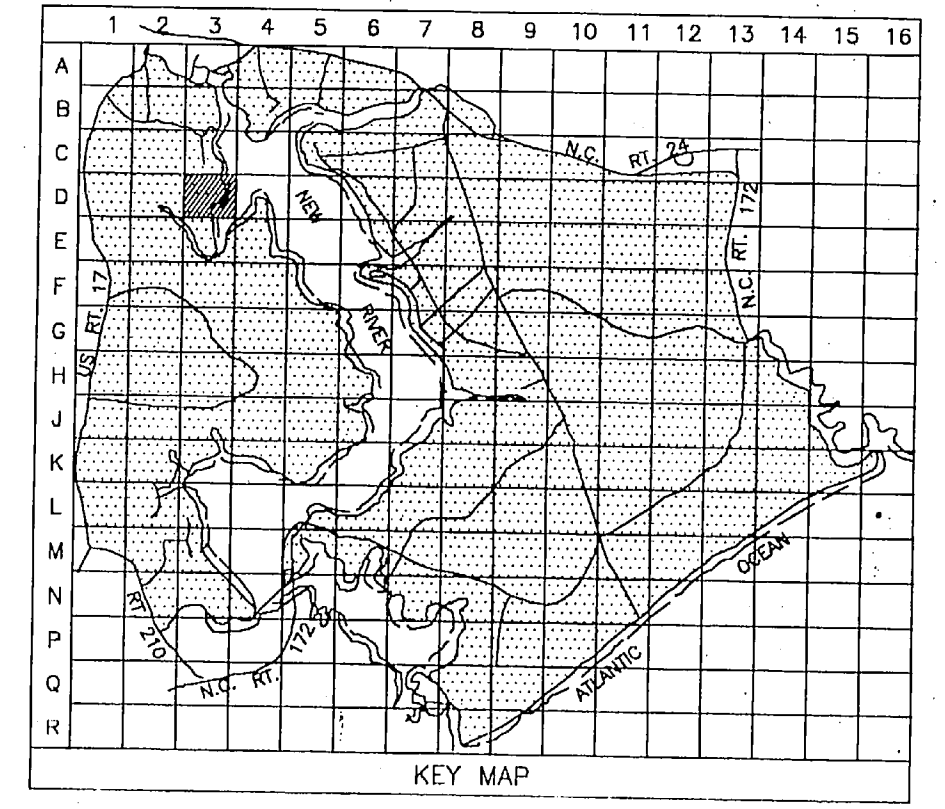 1 2 3 4 5 6 7 8 9 10 11 12 13 14 15 16
A
B
C
D
E
F
G
H
J
K
L
M
N
P
Q
R
N.C. RT. 24
N.C. RT. 172
NEW
RIVER
US RT. 17
RT 210
N.C. RT. 172
ATLANTIC OCEAN
KEY MAP